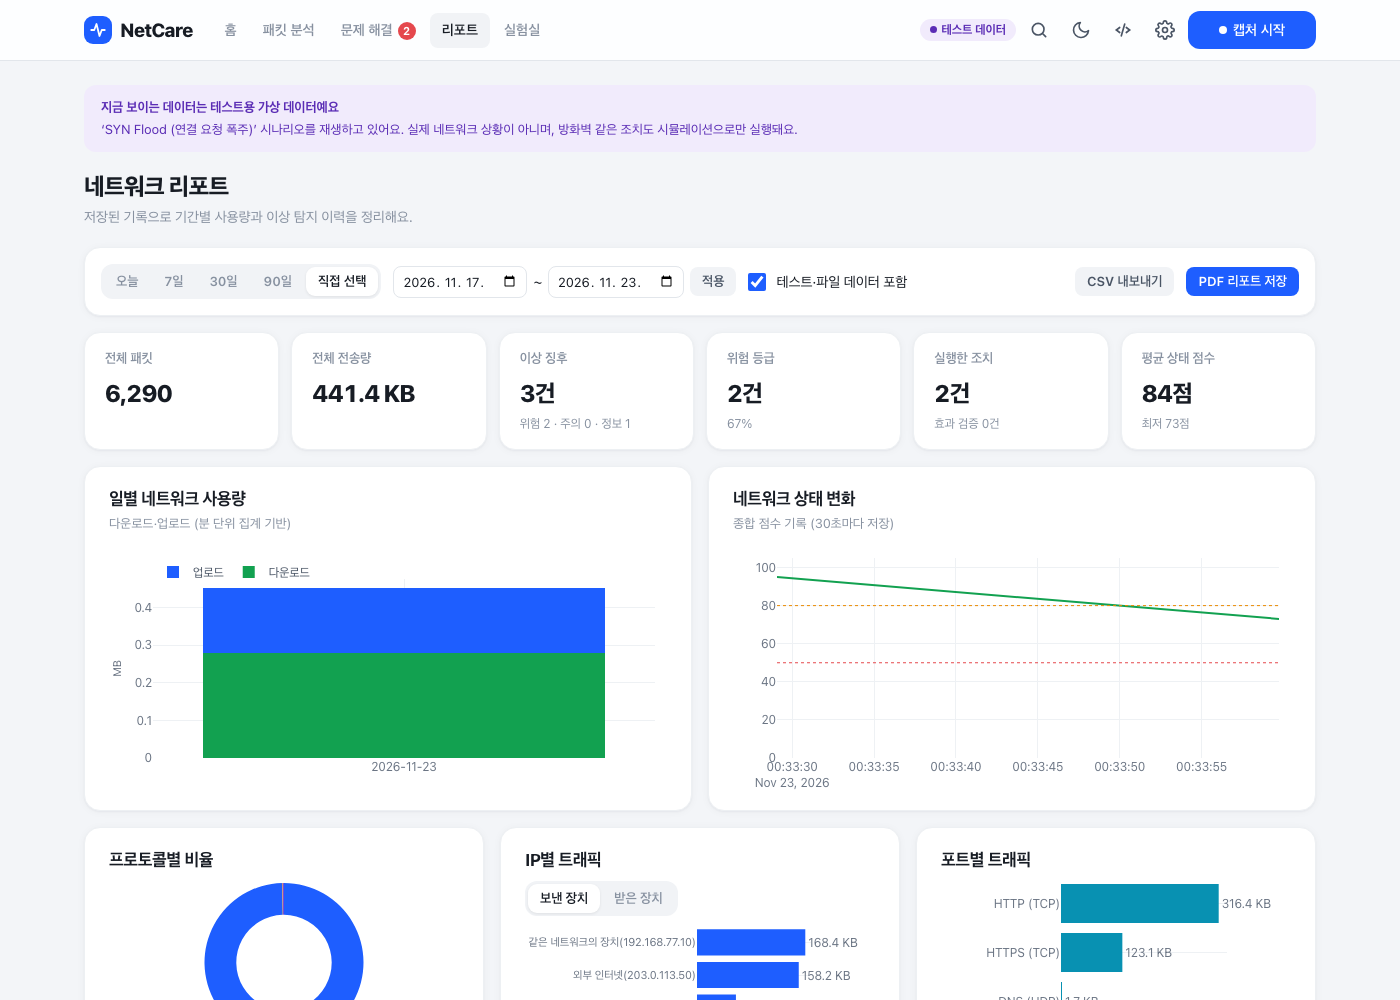 NetCare 홈 패킷 분석 문제 해결 2 리포트 실험실 테스트 데이터 캡처 시작
지금 보이는 데이터는 테스트용 가상 데이터예요
‘SYN Flood (연결 요청 폭주)’ 시나리오를 재생하고 있어요. 실제 네트워크 상황이 아니며, 방화벽 같은 조치도 시뮬레이션으로만 실행돼요.
네트워크 리포트
저장된 기록으로 기간별 사용량과 이상 탐지 이력을 정리해요.
오늘 7일 30일 90일 직접 선택 2026. 11. 17. ~ 2026. 11. 23. 적용 테스트·파일 데이터 포함 CSV 내보내기 PDF 리포트 저장
전체 패킷
6,290
전체 전송량
441.4 KB
이상 징후
3건
위험 2 · 주의 0 · 정보 1
위험 등급
2건
67%
실행한 조치
2건
효과 검증 0건
평균 상태 점수
84점
최저 73점
일별 네트워크 사용량
다운로드·업로드 (분 단위 집계 기반)
업로드 다운로드
0.4
0.3
0.2
0.1
0
MB
2026-11-23
네트워크 상태 변화
종합 점수 기록 (30초마다 저장)
100
80
60
40
20
0
00:33:30 00:33:35 00:33:40 00:33:45 00:33:50 00:33:55
Nov 23, 2026
프로토콜별 비율
IP별 트래픽
보낸 장치 받은 장치
같은 네트워크의 장치(192.168.77.10) 168.4 KB
외부 인터넷(203.0.113.50) 158.2 KB
포트별 트래픽
HTTP (TCP) 316.4 KB
HTTPS (TCP) 123.1 KB
DNS (UDP) 1.7 KB